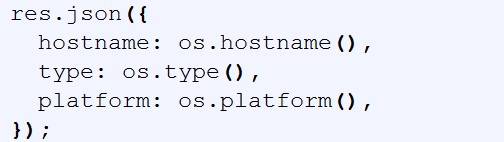 res.json({
  hostname: os.hostname(),
  type: os.type(),
  platform: os.platform(),
});